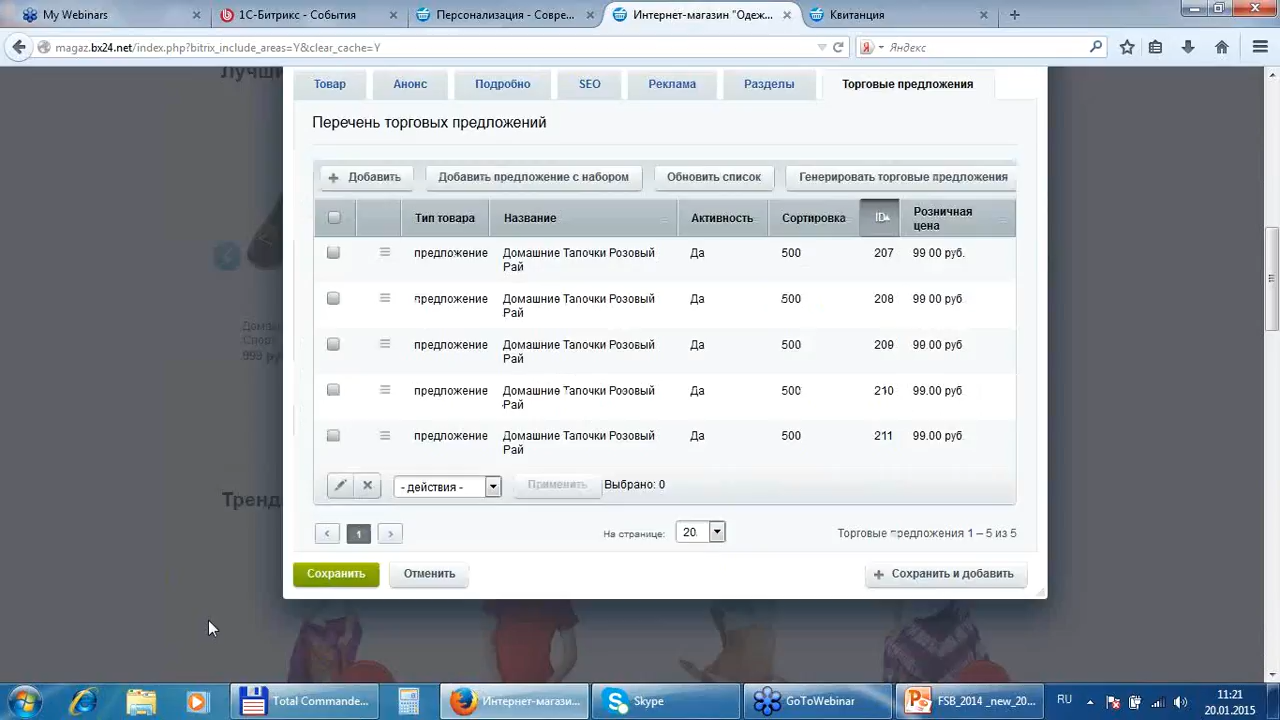 My Webinars
1С-Битрикс - События
Персонализация - Совре...
Интернет-магазин "Одеж...
Квитанция
magaz.bx24.net/index.php?bitrix_include_areas=Y&clear_cache=Y
Яндекс
Товар
Анонс
Подробно
SEO
Реклама
Разделы
Торговые предложения
Перечень торговых предложений
Добавить
Добавить предложение с набором
Обновить список
Генерировать торговые предложения
Тип товара Название Активность Сортировка ID Розничная
цена
предложение Домашние Тапочки Розовый Да 500 207 99.00 руб.
Рай
предложение Домашние Тапочки Розовый Да 500 208 99.00 руб
Рай
предложение Домашние Тапочки Розовый Да 500 209 99.00 руб
Рай
предложение Домашние Тапочки Розовый Да 500 210 99.00 руб
Рай
предложение Домашние Тапочки Розовый Да 500 211 99.00 руб.
Рай
- действия -
Применить
Выбрано: 0
1
На странице: 20
Торговые предложения 1 – 5 из 5
Сохранить
Отменить
Сохранить и добавить
Тренд
Total Commande...
Интернет-магази...
Skype
GoToWebinar
FSB_2014 _new_20...
RU
11:21
20.01.2015